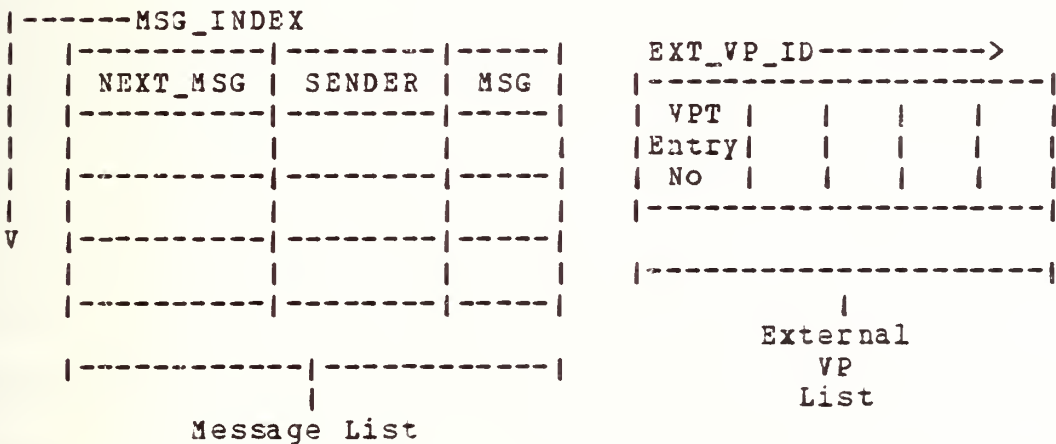 |------MSG_INDEX
NEXT_MSG | SENDER | MSG
Message List
EXT_VP_ID--------->
VPT
Entry
No
External
VP
List